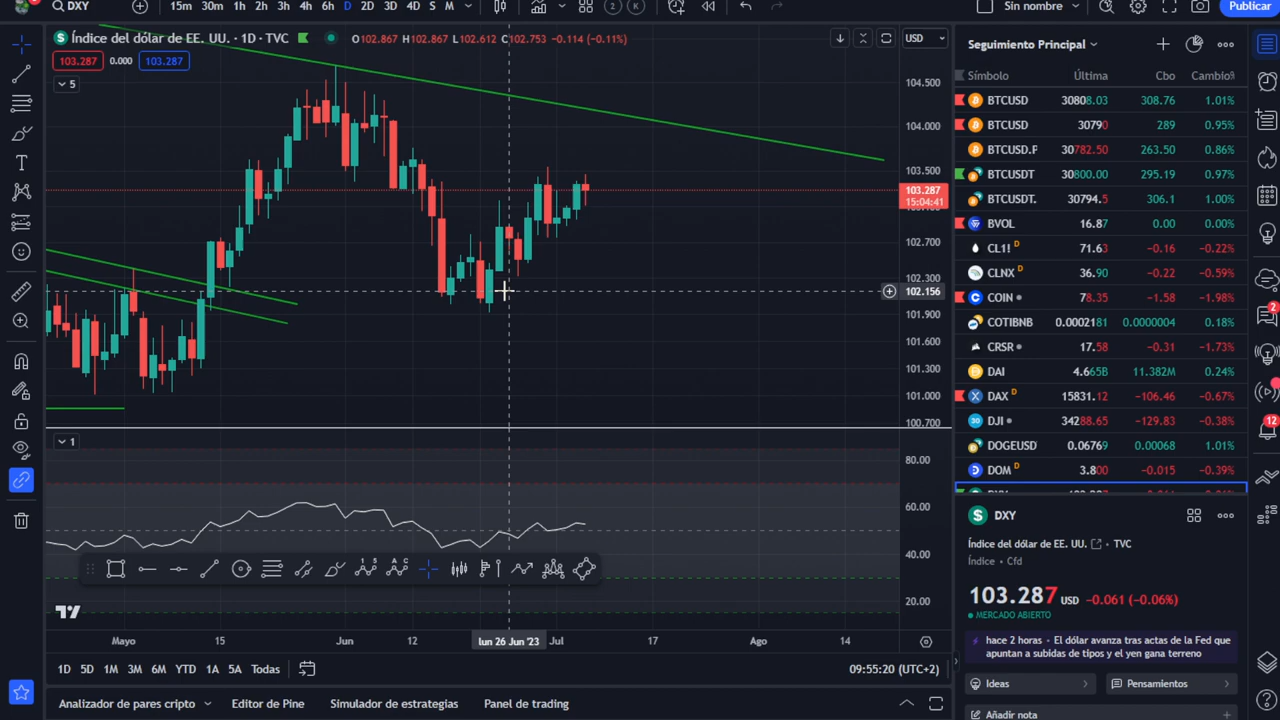 DXY
15m 30m 1h 2h 3h 4h 6h D 2D 3D 4D S M
2 K
Sin nombre
Publicar
Índice del dólar de EE. UU. · 1D · TVC
O102.867 H102.867 L102.612 C102.753 -0.114 (-0.11%)
103.287 0.000 103.287
5
USD
104.500
104.000
103.500
103.287
15:04:41
102.700
102.300
102.156
101.900
101.600
101.300
101.000
100.700
1
80.00
60.00
40.00
20.00
Mayo 15 Jun 12 lun 26 Jun '23 Jul 17 Ago 14
1D 5D 1M 3M 6M YTD 1A 5A Todas
09:55:20 (UTC+2)
Analizador de pares cripto Editor de Pine Simulador de estrategias Panel de trading
Seguimiento Principal
Símbolo Última Cbo Cambio%
BTCUSD 30808.03 308.76 1.01%
BTCUSD 30790 289 0.95%
BTCUSD.F 30782.50 263.50 0.86%
BTCUSDT 30800.00 295.19 0.97%
BTCUSDT. 30794.5 306.1 1.00%
BVOL 16.87 0.00 0.00%
CL1! D 71.63 -0.16 -0.22%
CLNX D 36.90 -0.22 -0.59%
COIN 78.35 -1.58 -1.98%
COTIBNB 0.0002181 0.0000004 0.18%
CRSR 17.58 -0.31 -1.73%
DAI 4.665B 11.382M 0.24%
DAX D 15831.12 -106.46 -0.67%
DJI 34288.65 -129.83 -0.38%
DOGEUSD 0.06769 0.00068 1.01%
DOM D 3.800 -0.015 -0.39%
2
12
DXY
Índice del dólar de EE. UU. · TVC
Índice · Cfd
103.287 USD -0.061 (-0.06%)
MERCADO ABIERTO
hace 2 horas · El dólar avanza tras actas de la Fed que
apuntan a subidas de tipos y el yen gana terreno
Ideas Pensamientos
Añadir nota